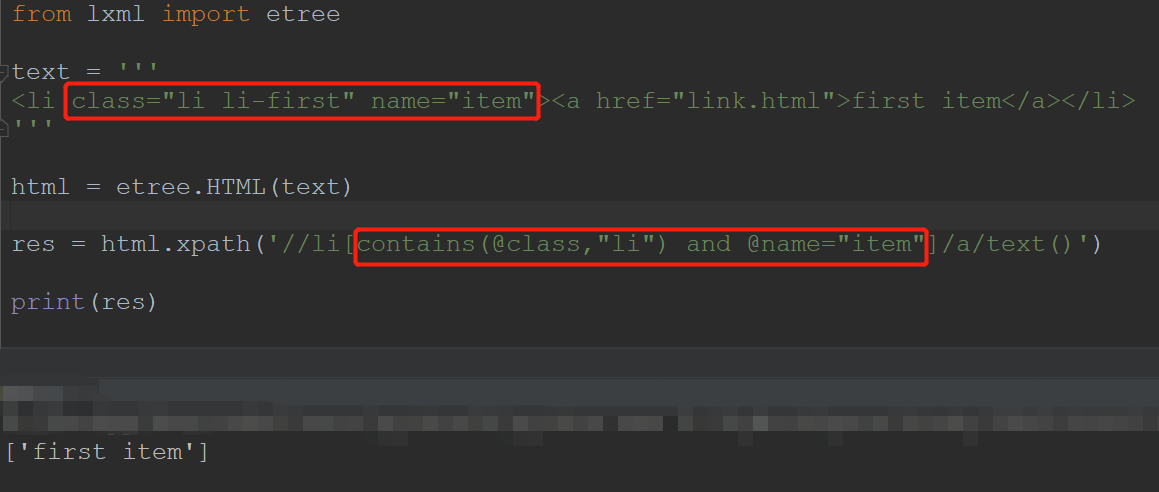 from lxml import etree
text = '''
<li class="li li-first" name="item"><a href="link.html">first item</a></li>
'''
html = etree.HTML(text)
res = html.xpath('//li[contains(@class,"li") and @name="item"]/a/text()')
print(res)
['first item']